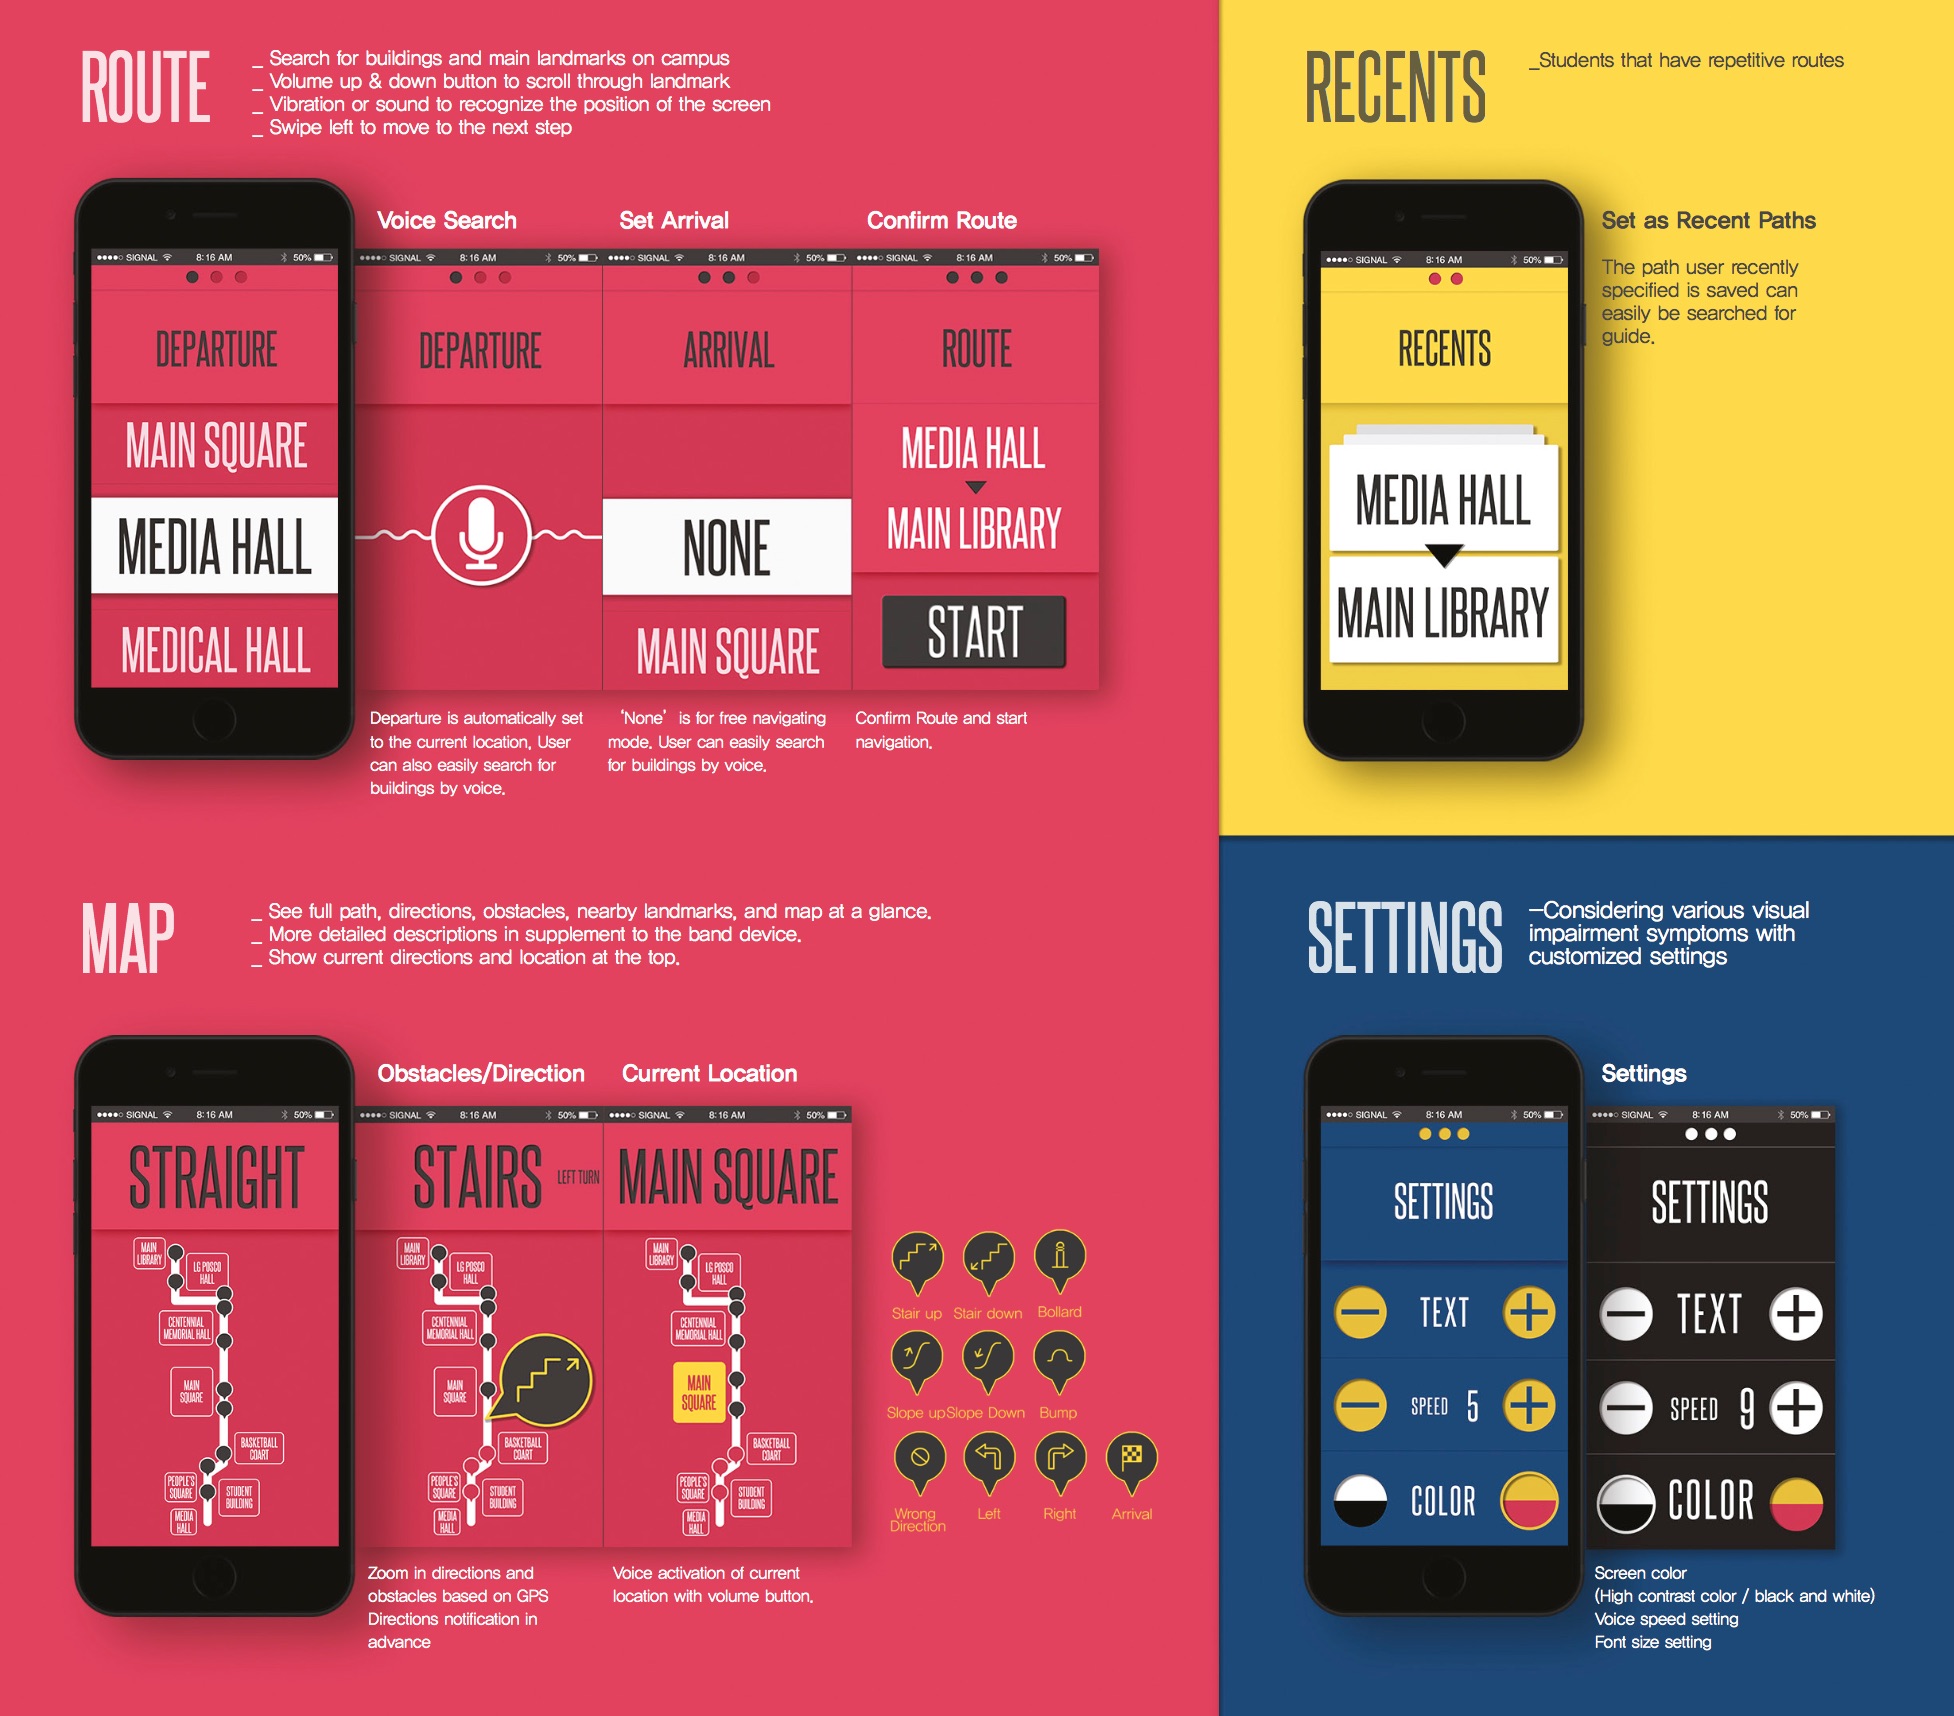 ROUTE
_ Search for buildings and main landmarks on campus
_ Volume up & down button to scroll through landmark
_ Vibration or sound to recognize the position of the screen
_ Swipe left to move to the next step
SIGNAL 8:16 AM 50%
DEPARTURE
MAIN SQUARE
MEDIA HALL
MEDICAL HALL
Voice Search
SIGNAL 8:16 AM 50%
DEPARTURE
Departure is automatically set
to the current location. User
can also easily search for
buildings by voice.
Set Arrival
SIGNAL 8:16 AM 50%
ARRIVAL
NONE
MAIN SQUARE
‘None’ is for free navigating
mode. User can easily search
for buildings by voice.
Confirm Route
SIGNAL 8:16 AM 50%
ROUTE
MEDIA HALL
MAIN LIBRARY
START
Confirm Route and start
navigation.
RECENTS
_Students that have repetitive routes
SIGNAL 8:16 AM 50%
RECENTS
MEDIA HALL
MAIN LIBRARY
Set as Recent Paths
The path user recently
specified is saved can
easily be searched for
guide.
MAP
_ See full path, directions, obstacles, nearby landmarks, and map at a glance.
_ More detailed descriptions in supplement to the band device.
_ Show current directions and location at the top.
SIGNAL 8:16 AM 50%
STRAIGHT
MAIN
LIBRARY
LG POSCO
HALL
CENTENNIAL
MEMORIAL HALL
MAIN
SQUARE
BASKETBALL
COART
PEOPLE'S
SQUARE
STUDENT
BUILDING
MEDIA
HALL
Obstacles/Direction
SIGNAL 8:16 AM 50%
STAIRS LEFT TURN
MAIN
LIBRARY
LG POSCO
HALL
CENTENNIAL
MEMORIAL HALL
MAIN
SQUARE
BASKETBALL
COART
PEOPLE'S
SQUARE
STUDENT
BUILDING
MEDIA
HALL
Zoom in directions and
obstacles based on GPS
Directions notification in
advance
Current Location
SIGNAL 8:16 AM 50%
MAIN SQUARE
MAIN
LIBRARY
LG POSCO
HALL
CENTENNIAL
MEMORIAL HALL
MAIN
SQUARE
BASKETBALL
COART
PEOPLE'S
SQUARE
STUDENT
BUILDING
MEDIA
HALL
Voice activation of current
location with volume button.
Stair up Stair down Bollard
Slope up Slope Down Bump
Wrong
Direction
Left Right Arrival
SETTINGS
—Considering various visual
impairment symptoms with
customized settings
SIGNAL 8:16 AM 50%
SETTINGS
TEXT
SPEED 5
COLOR
Settings
SIGNAL 8:16 AM 50%
SETTINGS
TEXT
SPEED 9
COLOR
Screen color
(High contrast color / black and white)
Voice speed setting
Font size setting